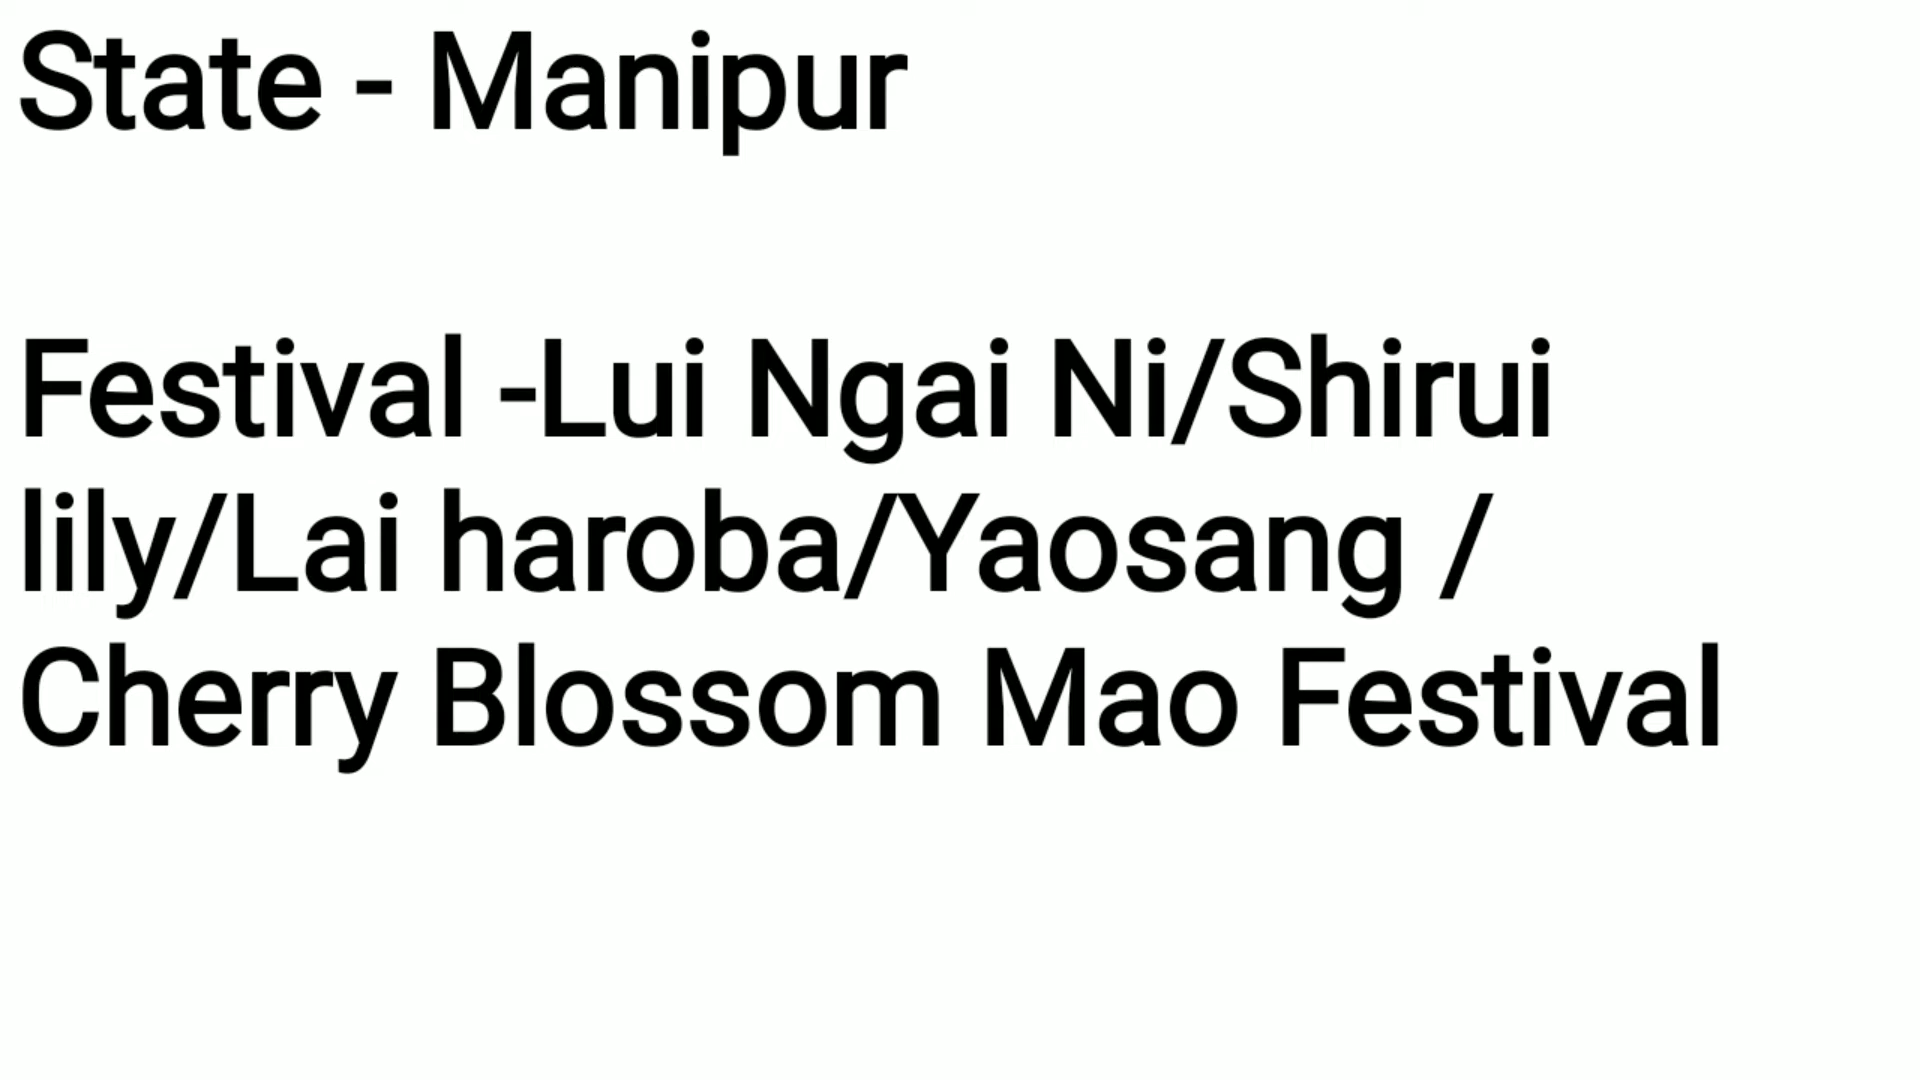 State - Manipur
Festival -Lui Ngai Ni/Shirui
lily/Lai haroba/Yaosang /
Cherry Blossom Mao Festival